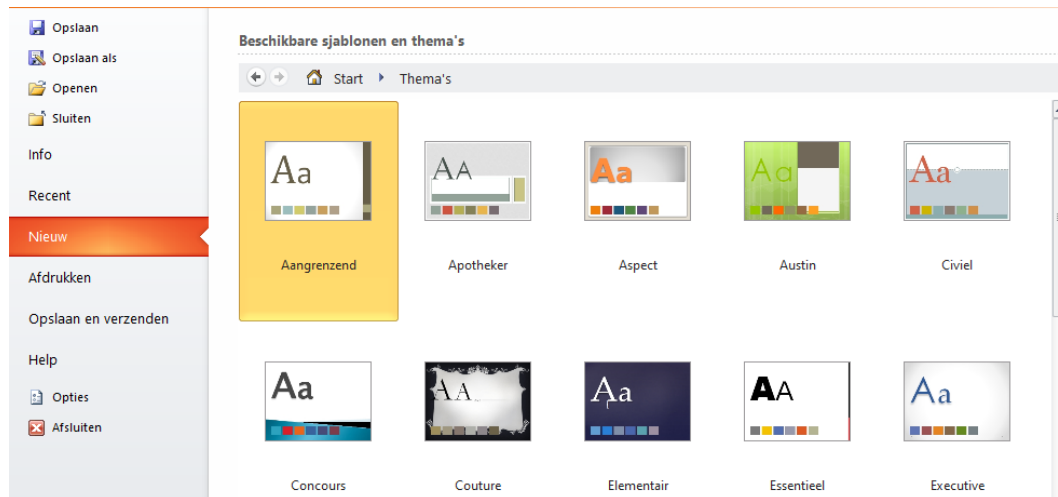 Opslaan
Opslaan als
Openen
Sluiten
Info
Recent
Nieuw
Afdrukken
Opslaan en verzenden
Help
Opties
Afsluiten
Beschikbare sjablonen en thema's
Start Thema's
Aa AA Aa Aa Aa
Aangrenzend Apotheker Aspect Austin Civiel
Aa AA Aa AA Aa
Concours Couture Elementair Essentieel Executive